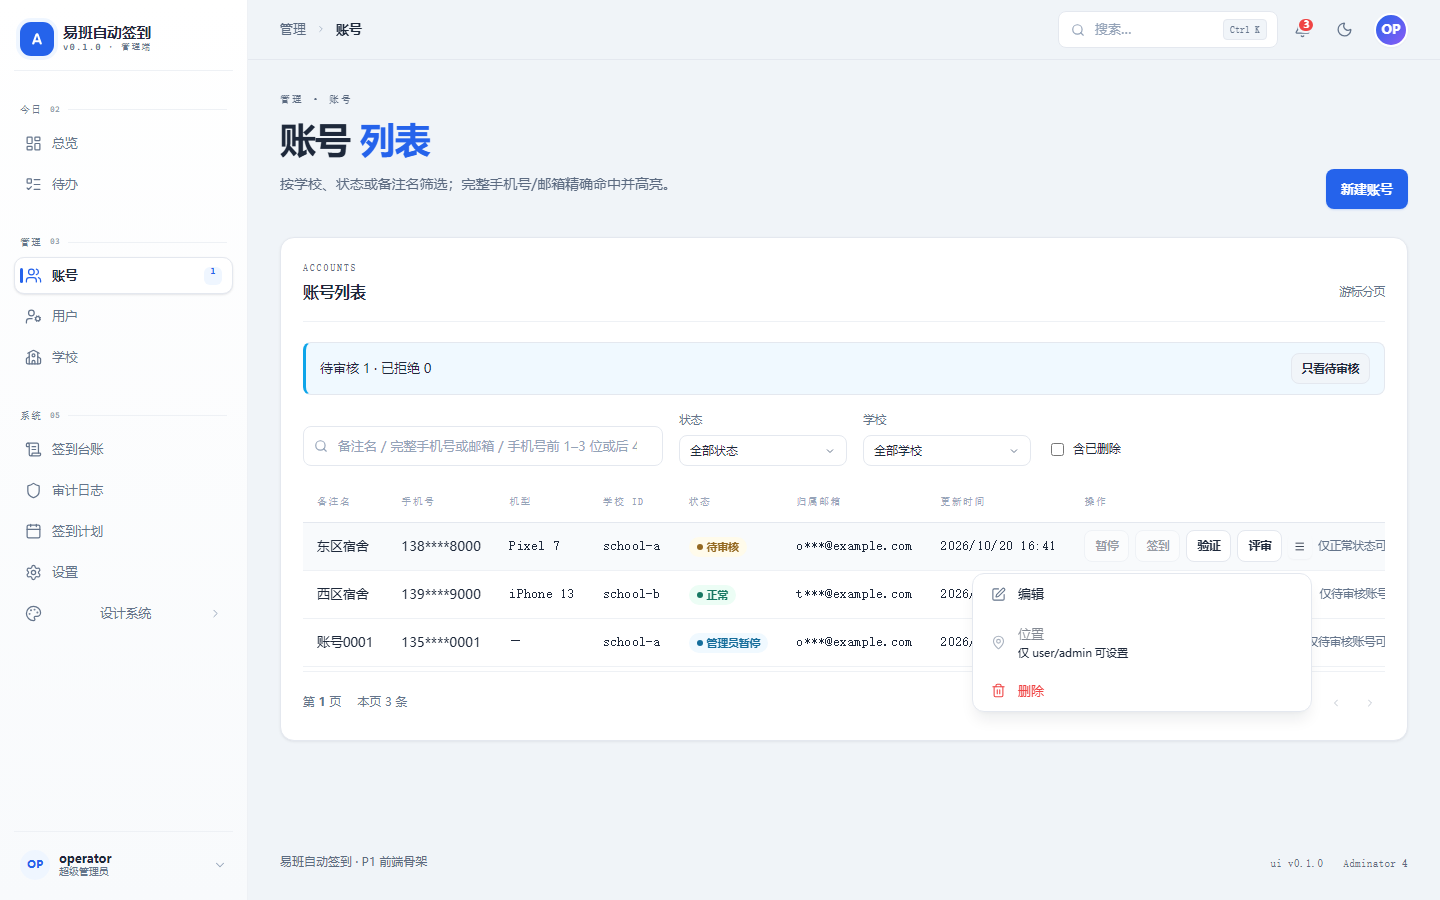 A
易班自动签到
v0.1.0 · 管理端
今日 02
总览
待办
管理 03
账号 1
用户
学校
系统 05
签到台账
审计日志
签到计划
设置
设计系统
OP
operator
超级管理员
管理 › 账号
搜索... Ctrl K
3
OP
管理 · 账号
账号 列表
按学校、状态或备注名筛选；完整手机号/邮箱精确命中并高亮。
新建账号
ACCOUNTS
账号列表
游标分页
待审核 1 · 已拒绝 0
只看待审核
状态
学校
备注名 / 完整手机号或邮箱 / 手机号前 1–3 位或后 4
全部状态
全部学校
含已删除
备注名 手机号 机型 学校 ID 状态 归属邮箱 更新时间 操作
东区宿舍 138****8000 Pixel 7 school-a 待审核 o***@example.com 2026/10/20 16:41 暂停 签到 验证 评审 仅正常状态可
西区宿舍 139****9000 iPhone 13 school-b 正常 t***@example.com 2026/ 仅待审核账号
账号0001 135****0001 — school-a 管理员暂停 o***@example.com 2026/ 仅待审核账号可
编辑
位置
仅 user/admin 可设置
删除
第 1 页 本页 3 条
‹ ›
易班自动签到 · P1 前端骨架
ui v0.1.0 Adminator 4